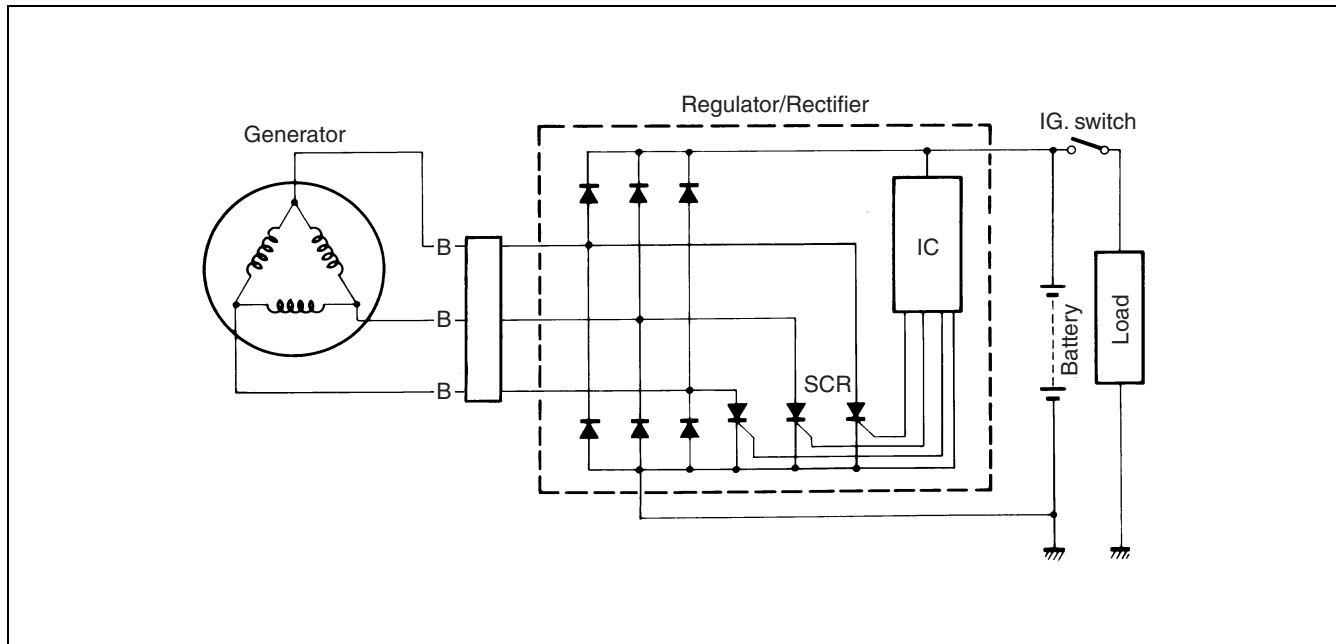 Regulator/Rectifier
Generator
IG. switch
B
IC
B
Battery
Load
SCR
B